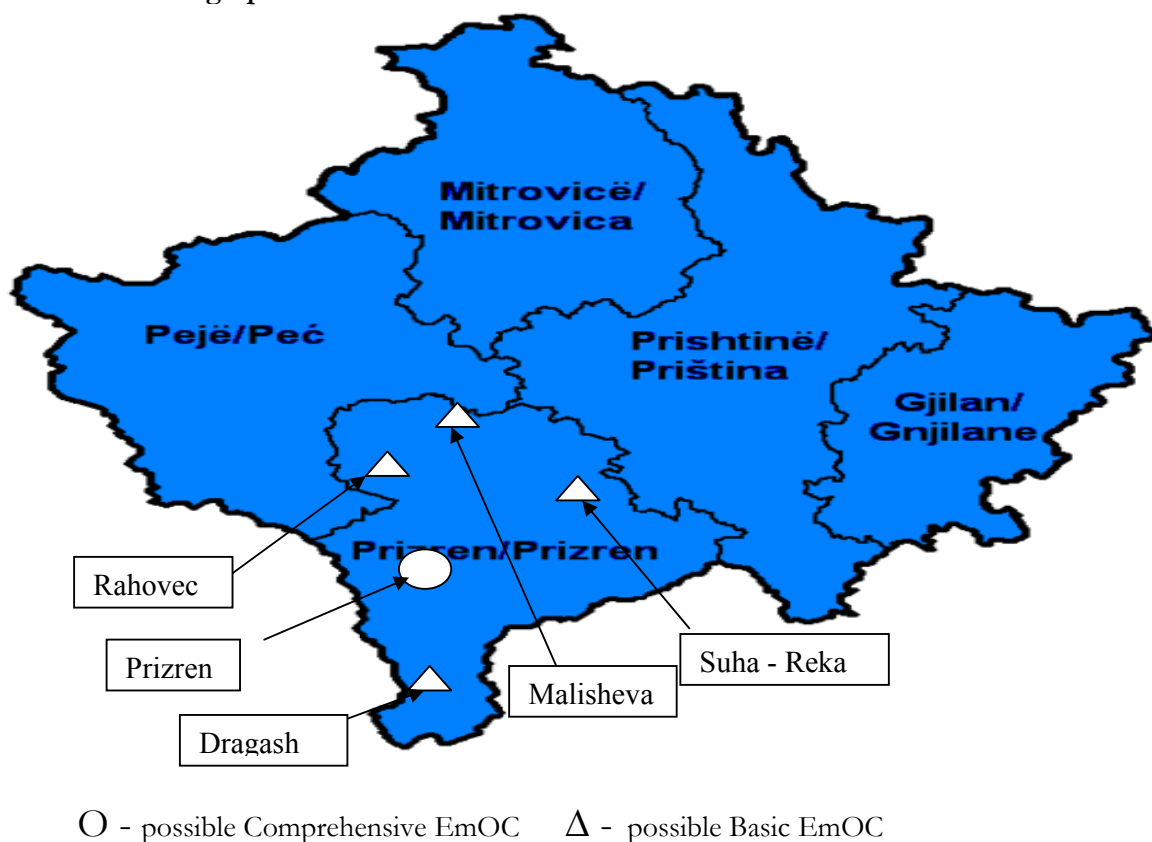 Mitrovicë/
Mitrovica
Pejë/Peć
Prishtinë/
Priština
Gjilan/
Gnjilane
Prizren/Prizren
Rahovec
Prizren
Dragash
Malisheva
Suha - Reka
O - possible Comprehensive EmOC Δ - possible Basic EmOC